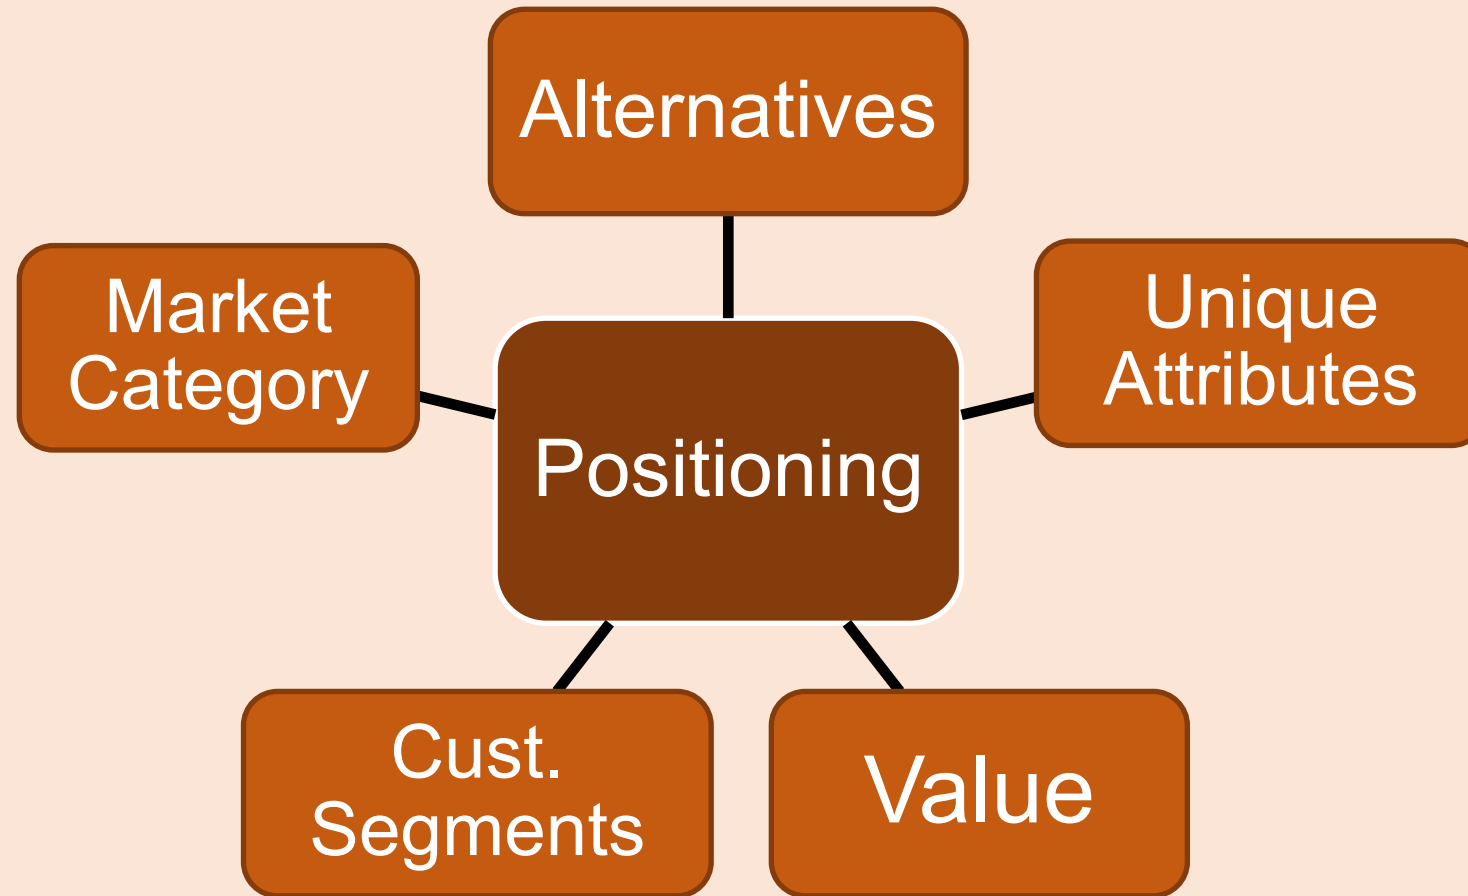 Alternatives
Market
Category
Unique
Attributes
Positioning
Cust.
Segments
Value